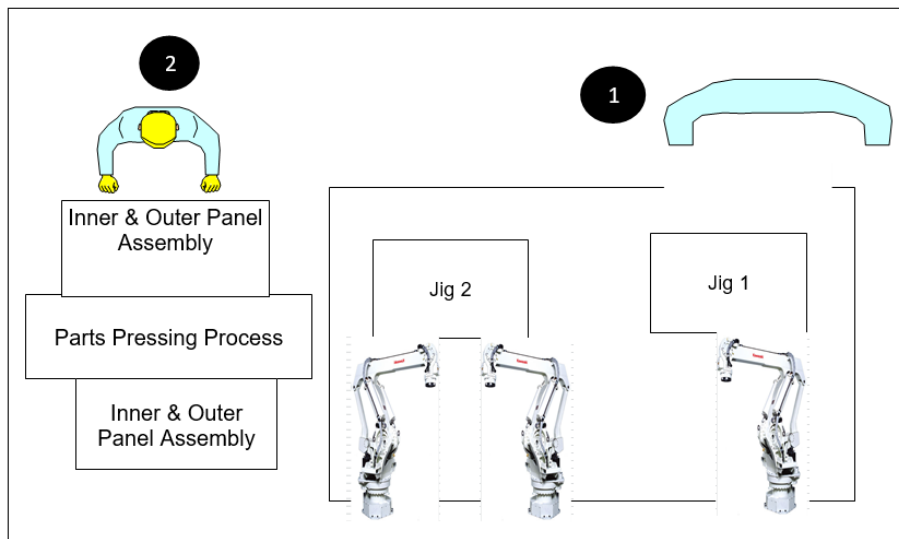 2
1
Inner & Outer Panel
Assembly
Jig 2
Jig 1
Parts Pressing Process
Inner & Outer
Panel Assembly